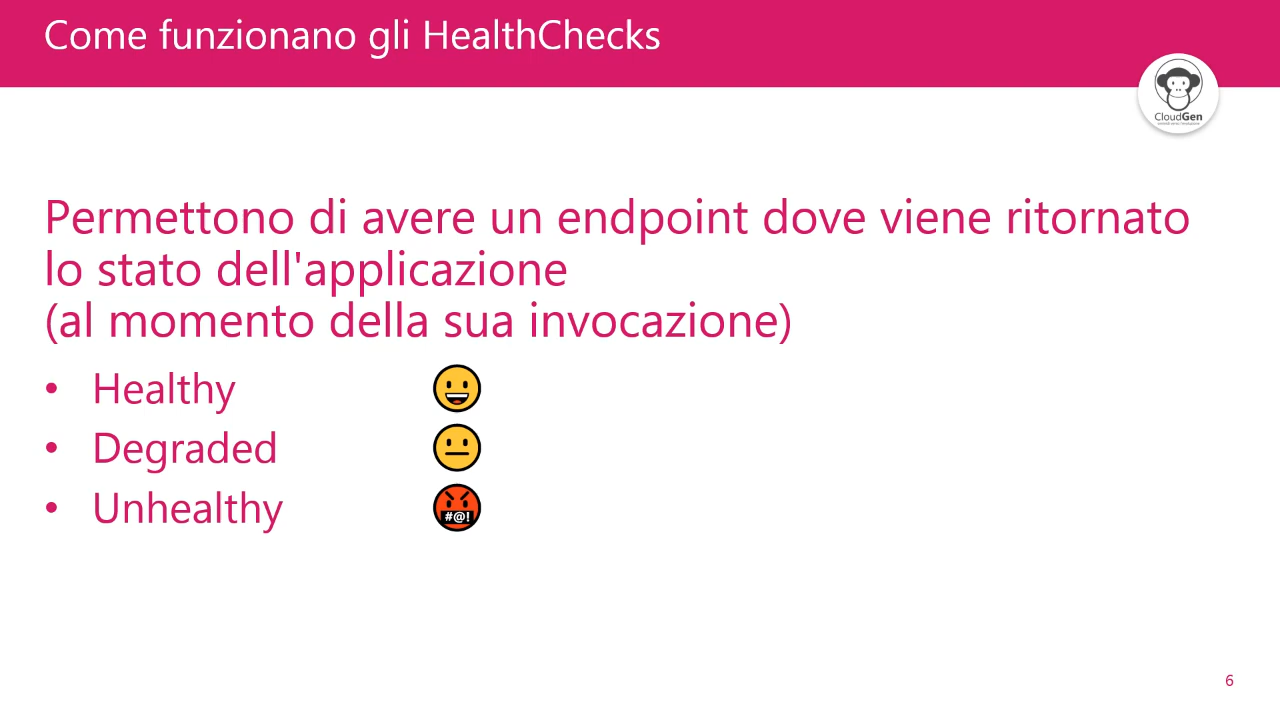 Come funzionano gli HealthChecks
CloudGen
Permettono di avere un endpoint dove viene ritornato
lo stato dell'applicazione
(al momento della sua invocazione)
• Healthy
• Degraded
• Unhealthy
#@!
6